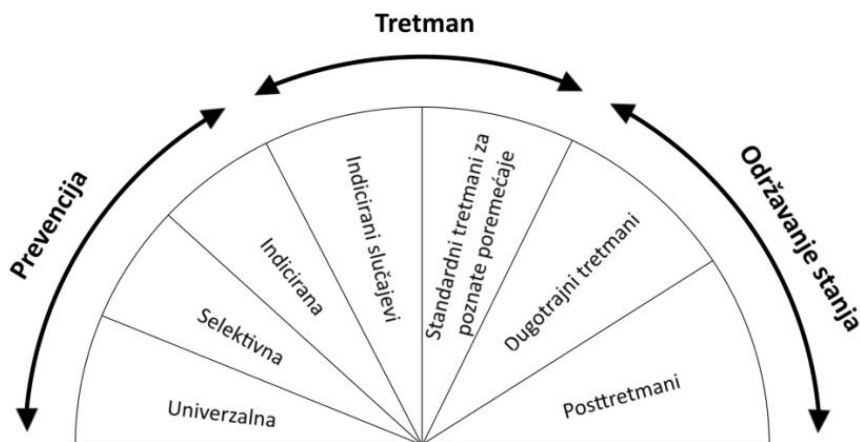 Tretman
Prevencija
Održavanje stanja
Univerzalna
Selektivna
Indicirana
Indicirani slučajevi
Standardni tretmani za
poznate poremećaje
Dugotrajni tretmani
Posttretmani